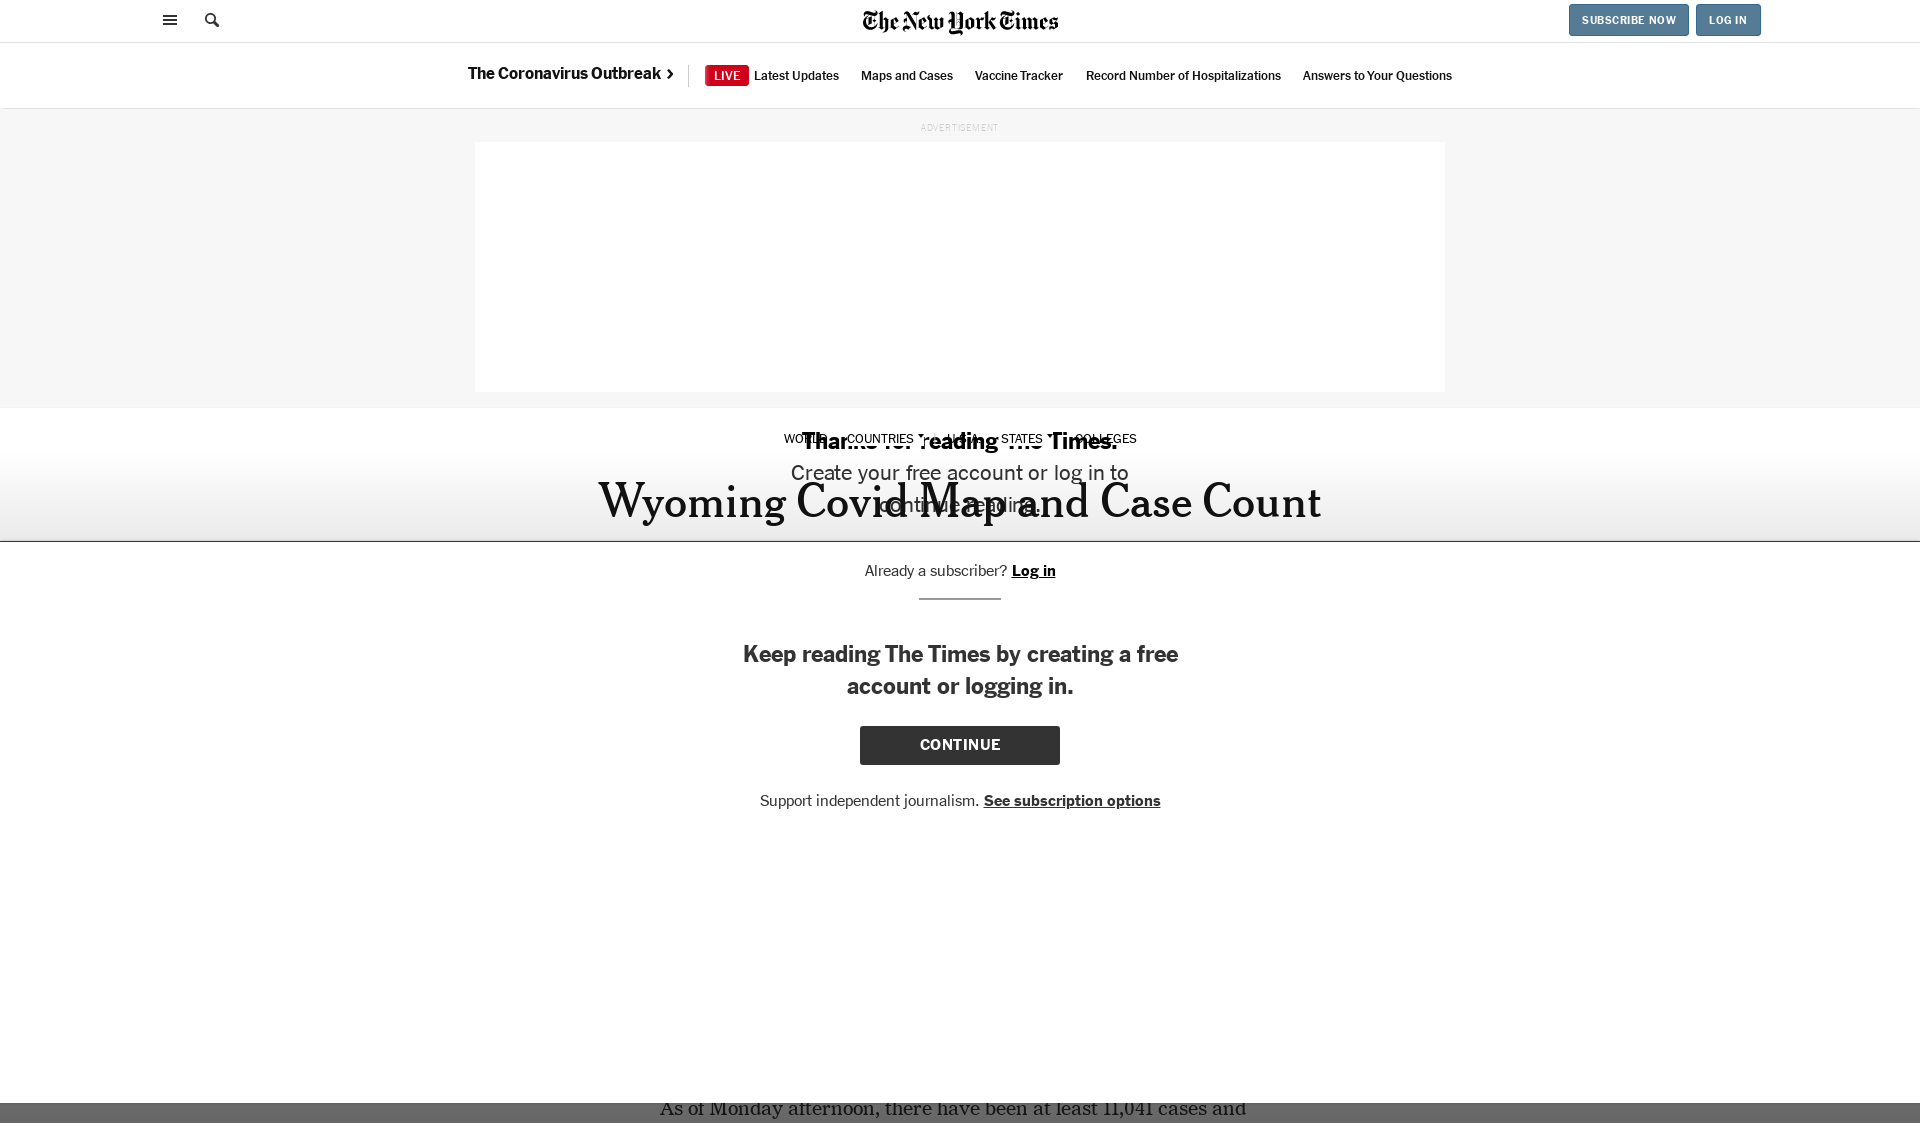 The New York Times
SUBSCRIBE NOW
LOG IN
The Coronavirus Outbreak
LIVE Latest Updates
Maps and Cases
Vaccine Tracker
Record Number of Hospitalizations
Answers to Your Questions
ADVERTISEMENT
WORLD COUNTRIES U.S.A. STATES COLLEGES
Thanks for reading The Times.
Create your free account or log in to
continue reading.
Wyoming Covid Map and Case Count
Already a subscriber? Log in
Keep reading The Times by creating a free
account or logging in.
CONTINUE
Support independent journalism. See subscription options
As of Monday afternoon, there have been at least 11,041 cases and